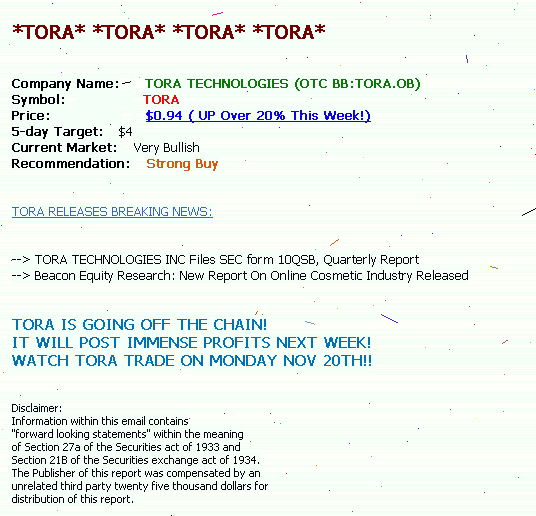 *TORA* *TORA* *TORA* *TORA*
Company Name: TORA TECHNOLOGIES (OTC BB:TORA.OB)
Symbol: TORA
Price: $0.94 ( UP Over 20% This Week!)
5-day Target: $4
Current Market: Very Bullish
Recommendation: Strong Buy
TORA RELEASES BREAKING NEWS:
--> TORA TECHNOLOGIES INC Files SEC form 10QSB, Quarterly Report
--> Beacon Equity Research: New Report On Online Cosmetic Industry Released
TORA IS GOING OFF THE CHAIN!
IT WILL POST IMMENSE PROFITS NEXT WEEK!
WATCH TORA TRADE ON MONDAY NOV 20TH!!
Disclaimer:
Information within this email contains
"forward looking statements" within the meaning
of Section 27a of the Securities act of 1933 and
Section 21B of the Securities exchange act of 1934.
The Publisher of this report was compensated by an
unrelated third party twenty five thousand dollars for
distribution of this report.